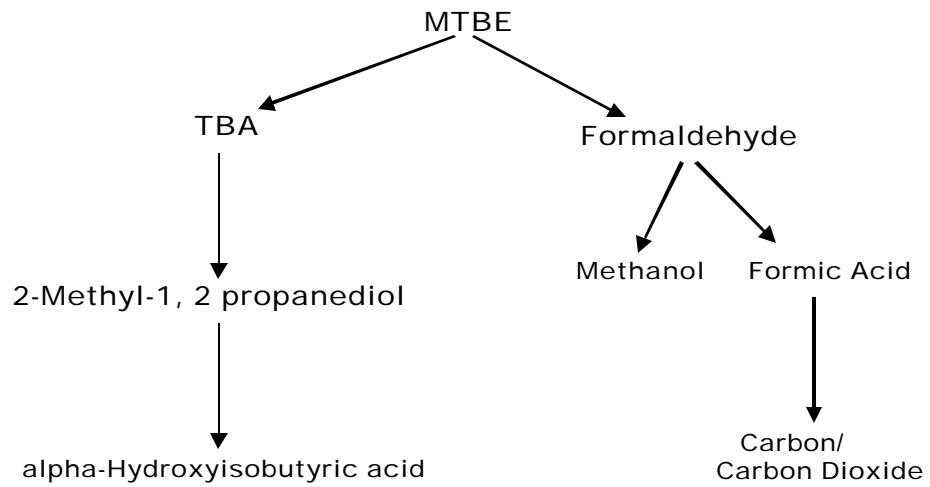 MTBE
TBA
Formaldehyde
Methanol
Formic Acid
2-Methyl-1, 2 propanediol
Carbon/
Carbon Dioxide
alpha-Hydroxyisobutyric acid